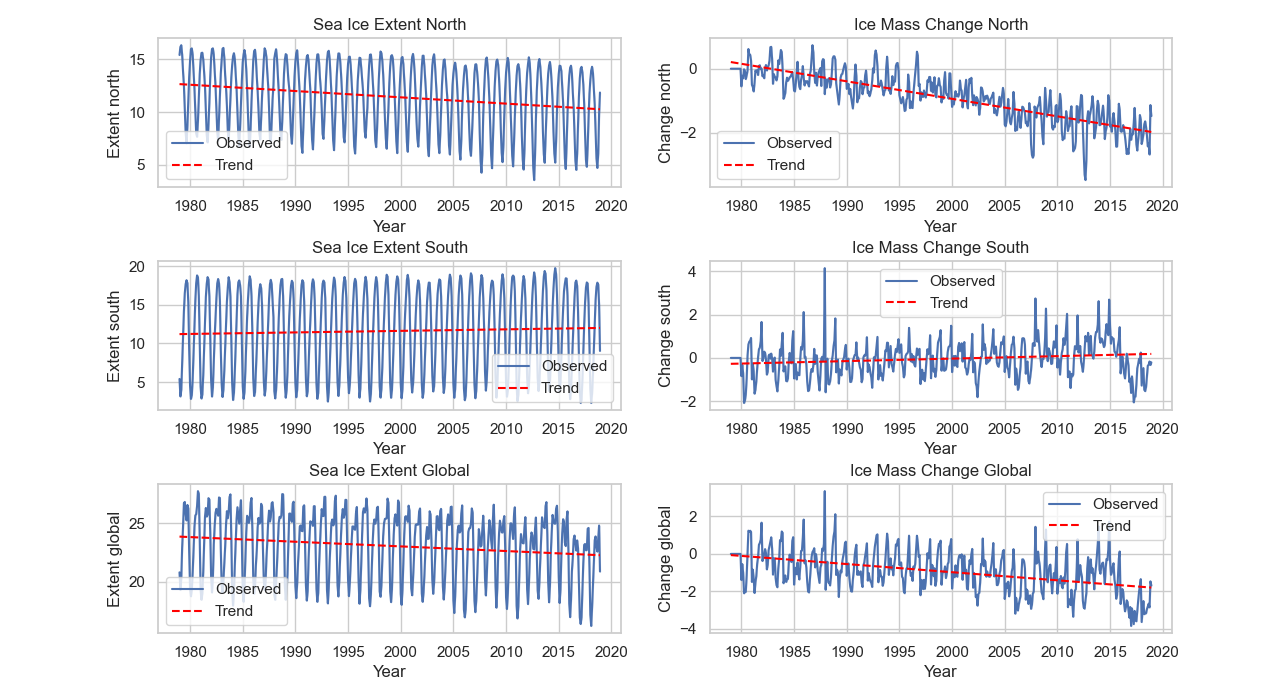 Sea Ice Extent North
Extent north
15
10
5
Observed
Trend
1980 1985 1990 1995 2000 2005 2010 2015 2020
Year
Ice Mass Change North
Change north
0
−2
Observed
Trend
1980 1985 1990 1995 2000 2005 2010 2015 2020
Year
Sea Ice Extent South
Extent south
20
15
10
5
Observed
Trend
1980 1985 1990 1995 2000 2005 2010 2015 2020
Year
Ice Mass Change South
Change south
4
2
0
−2
Observed
Trend
1980 1985 1990 1995 2000 2005 2010 2015 2020
Year
Sea Ice Extent Global
Extent global
25
20
Observed
Trend
1980 1985 1990 1995 2000 2005 2010 2015 2020
Year
Ice Mass Change Global
Change global
2
0
−2
−4
Observed
Trend
1980 1985 1990 1995 2000 2005 2010 2015 2020
Year